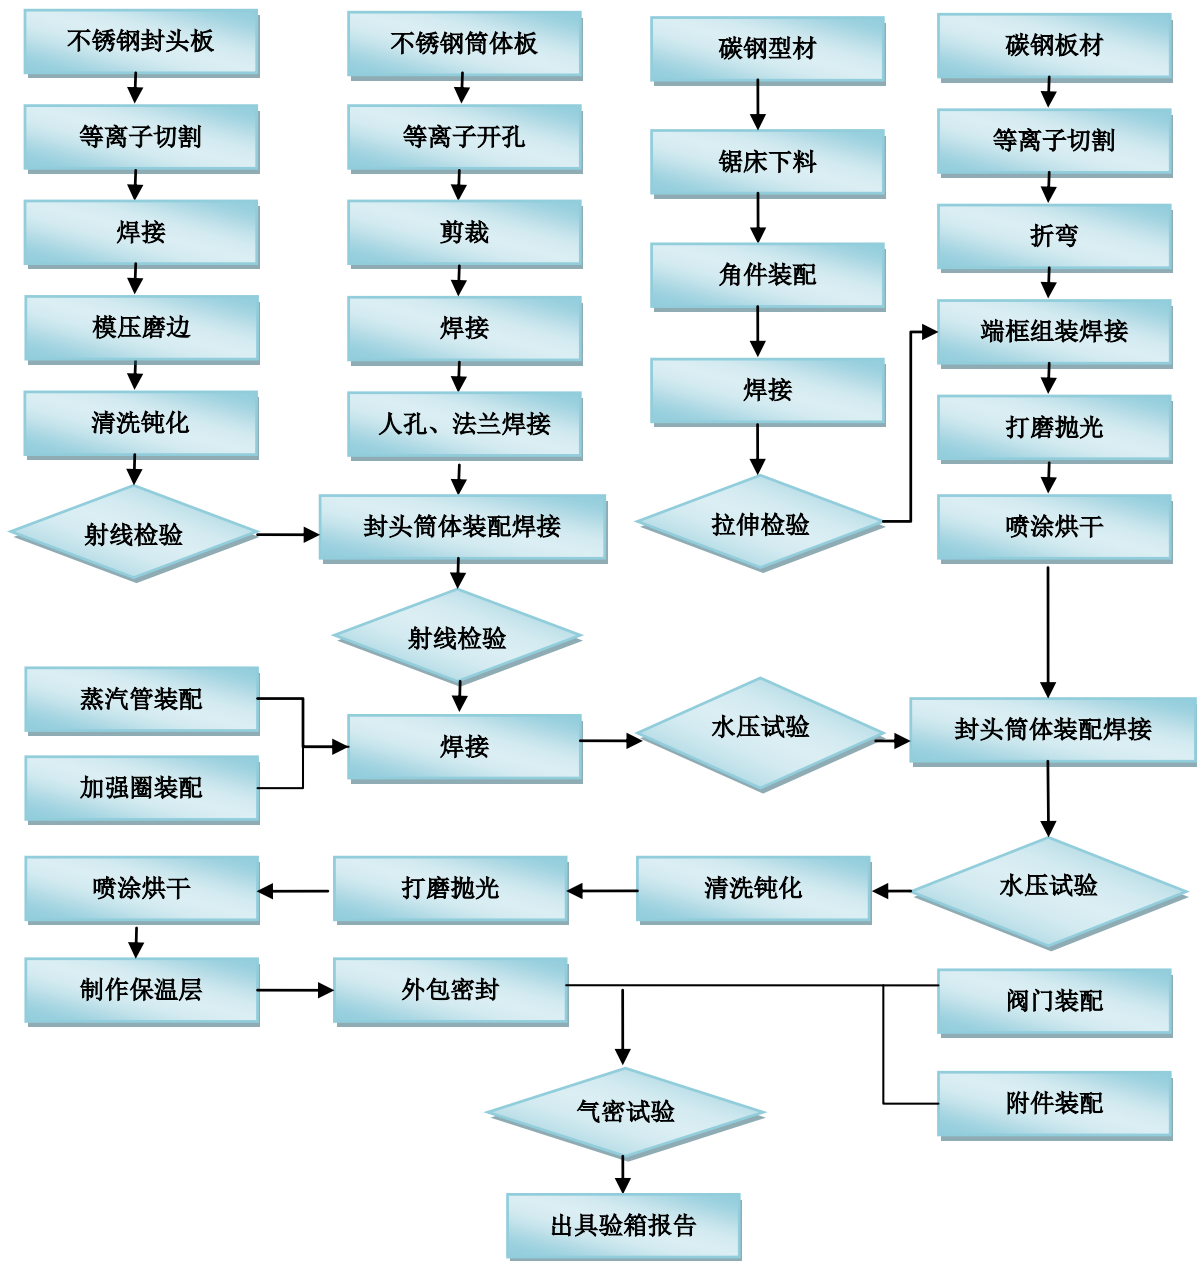 不锈钢封头板
不锈钢筒体板
碳钢型材
碳钢板材
等离子切割
等离子开孔
锯床下料
等离子切割
焊接
剪裁
角件装配
折弯
模压磨边
焊接
焊接
端框组装焊接
清洗钝化
人孔、法兰焊接
拉伸检验
打磨抛光
射线检验
封头筒体装配焊接
喷涂烘干
射线检验
蒸汽管装配
焊接
水压试验
封头筒体装配焊接
加强圈装配
喷涂烘干
打磨抛光
清洗钝化
水压试验
制作保温层
外包密封
阀门装配
气密试验
附件装配
出具验箱报告